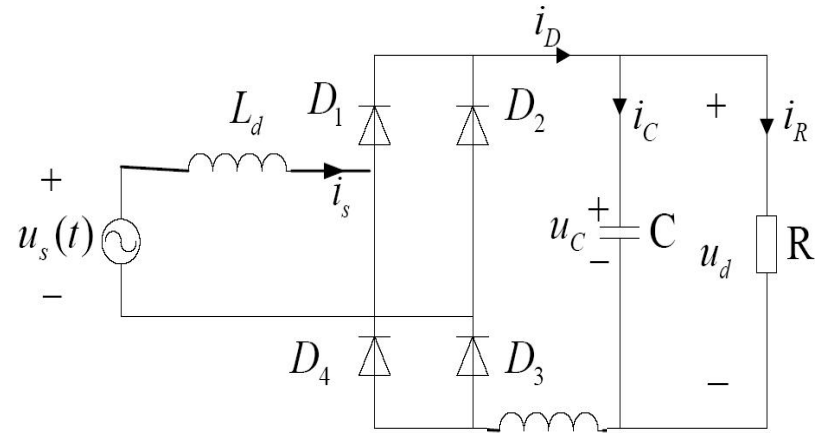 i_D
D_1
D_2
L_d
i_C
+
i_R
+
i_s
u_s(t)
+
u_C
C
u_d
R
−
−
D_4
D_3
−